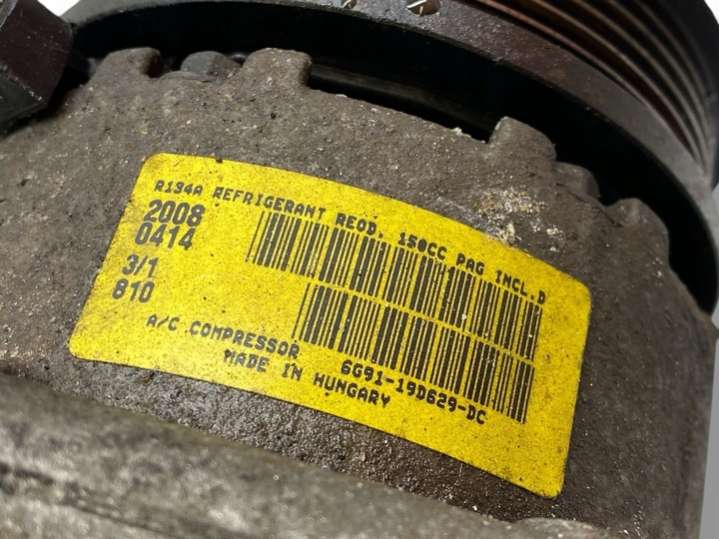 R134A REFRIGERANT REQD. 150CC PAG INCL.D
2008
0414
3/1
810
6G91-19D629-DC
A/C COMPRESSOR
MADE IN HUNGARY